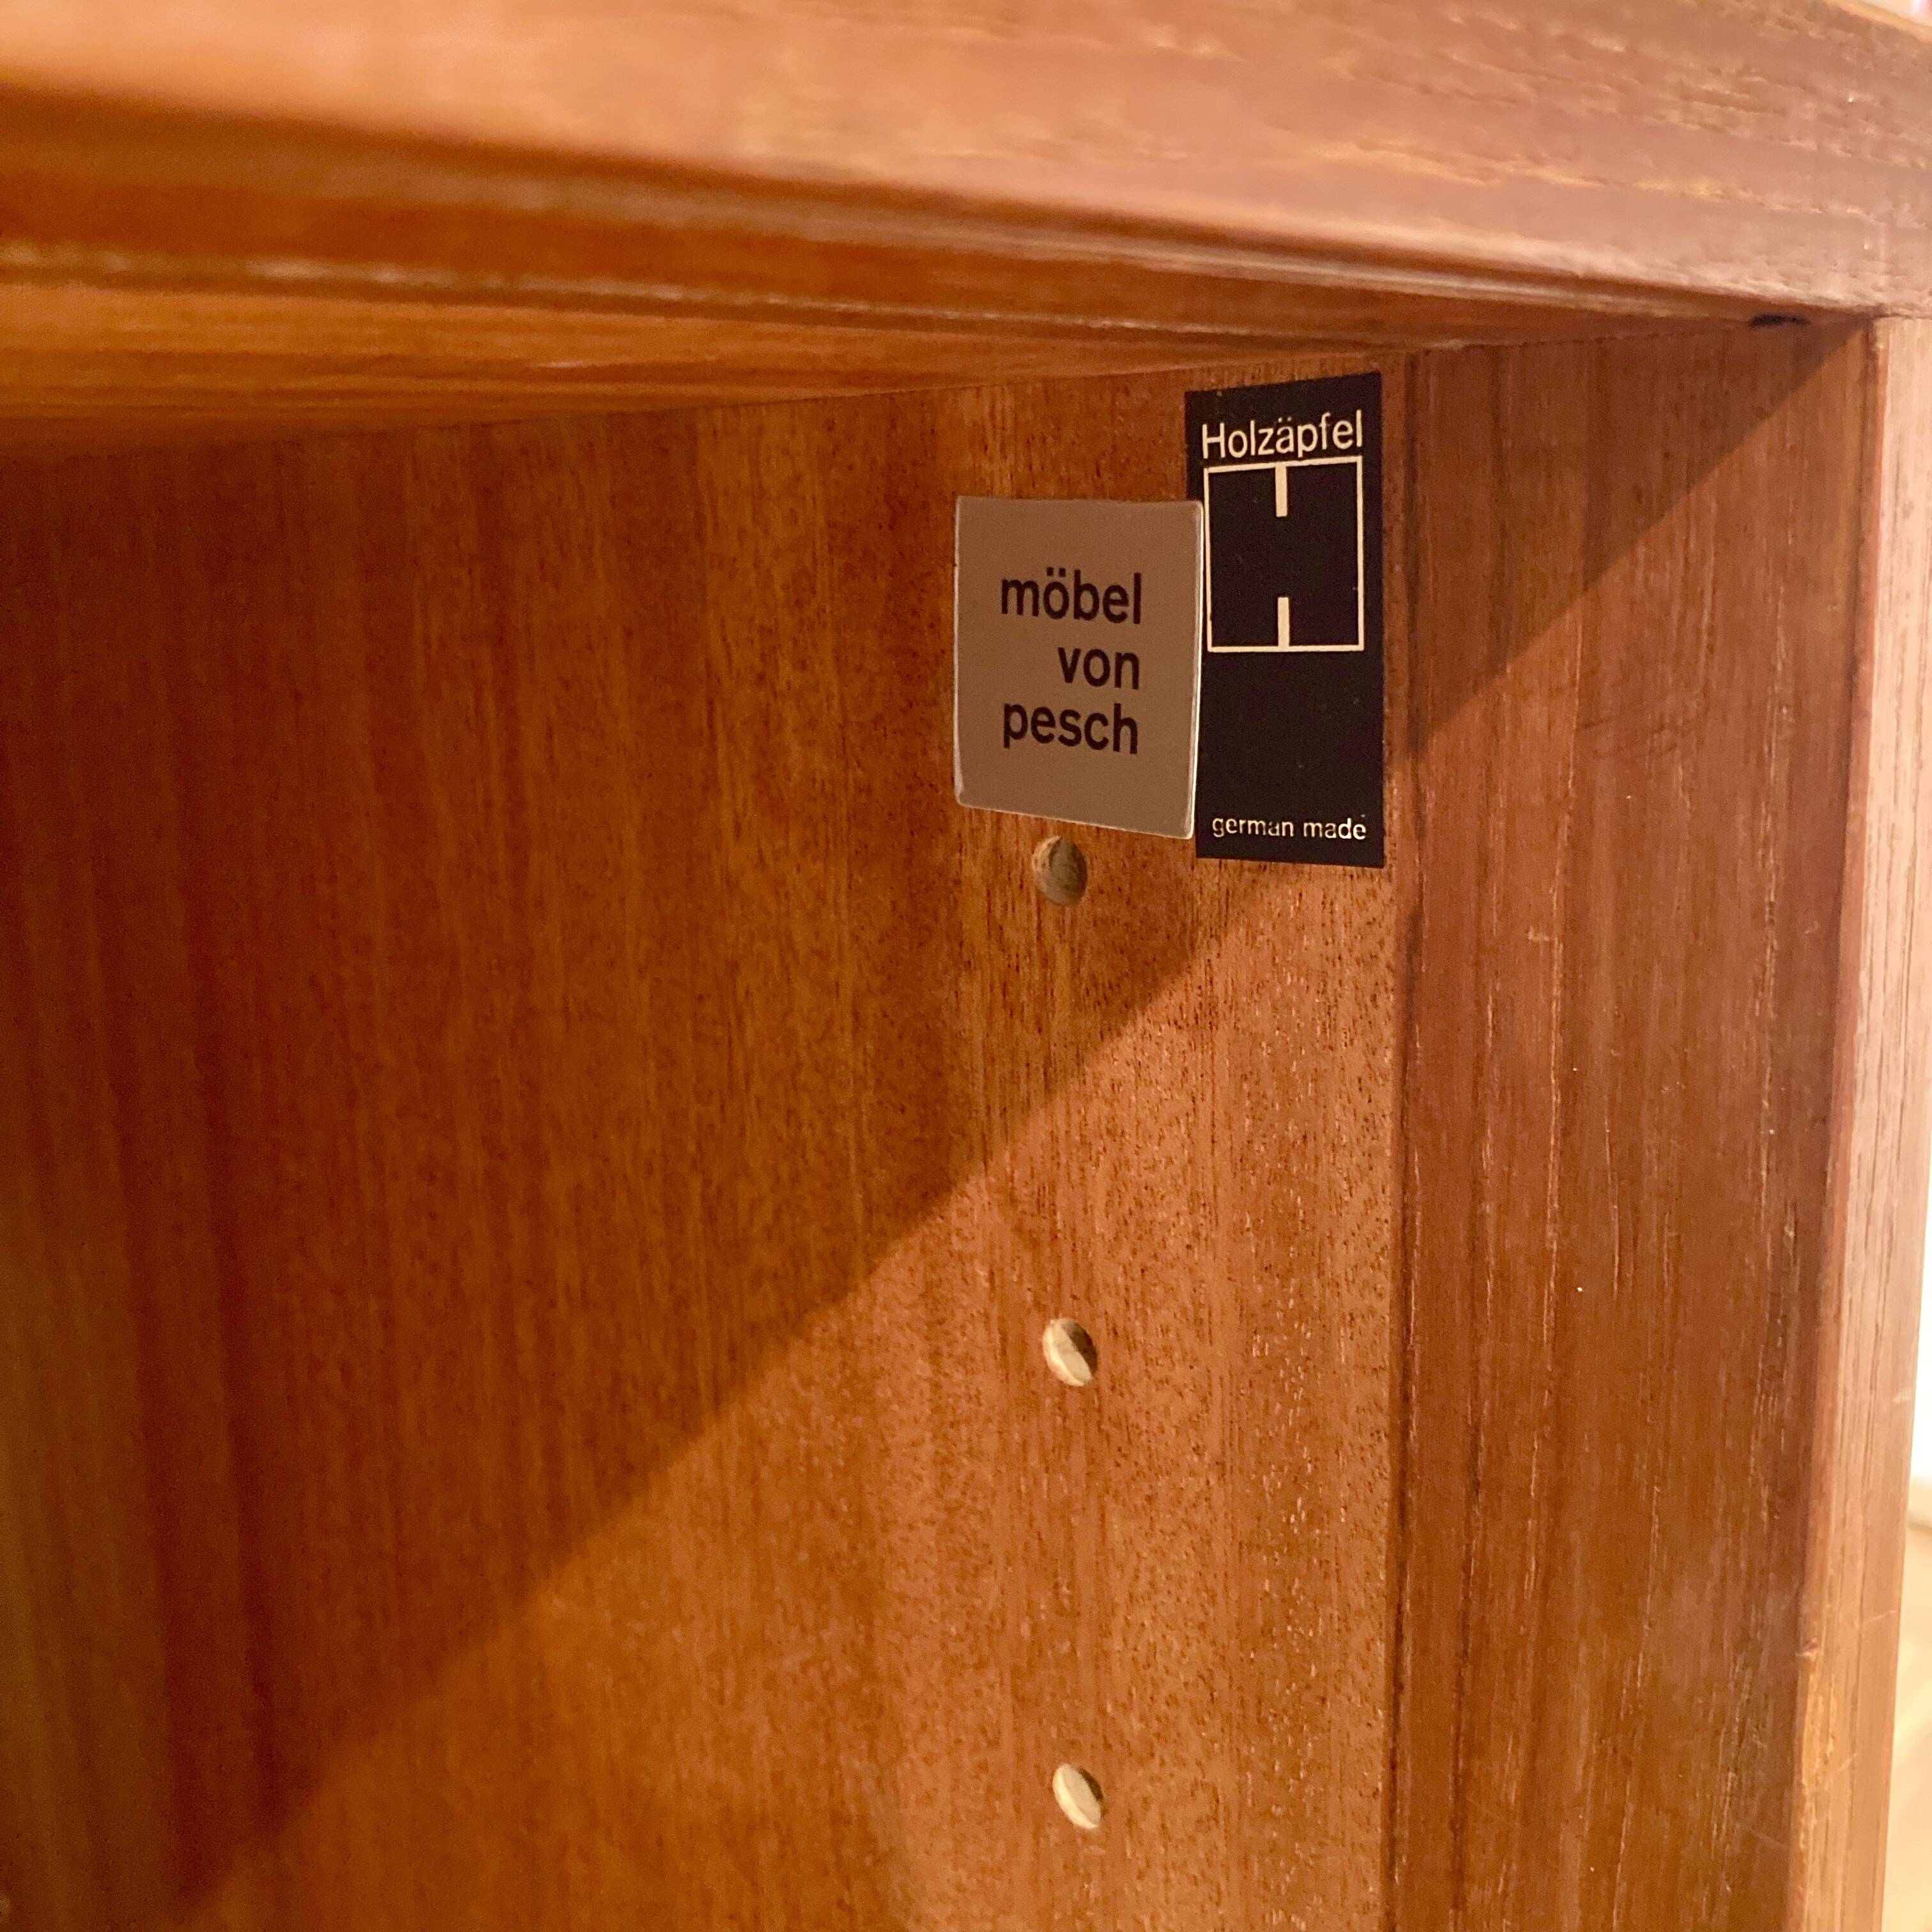 Holzäpfel
german made
möbel
von
pesch